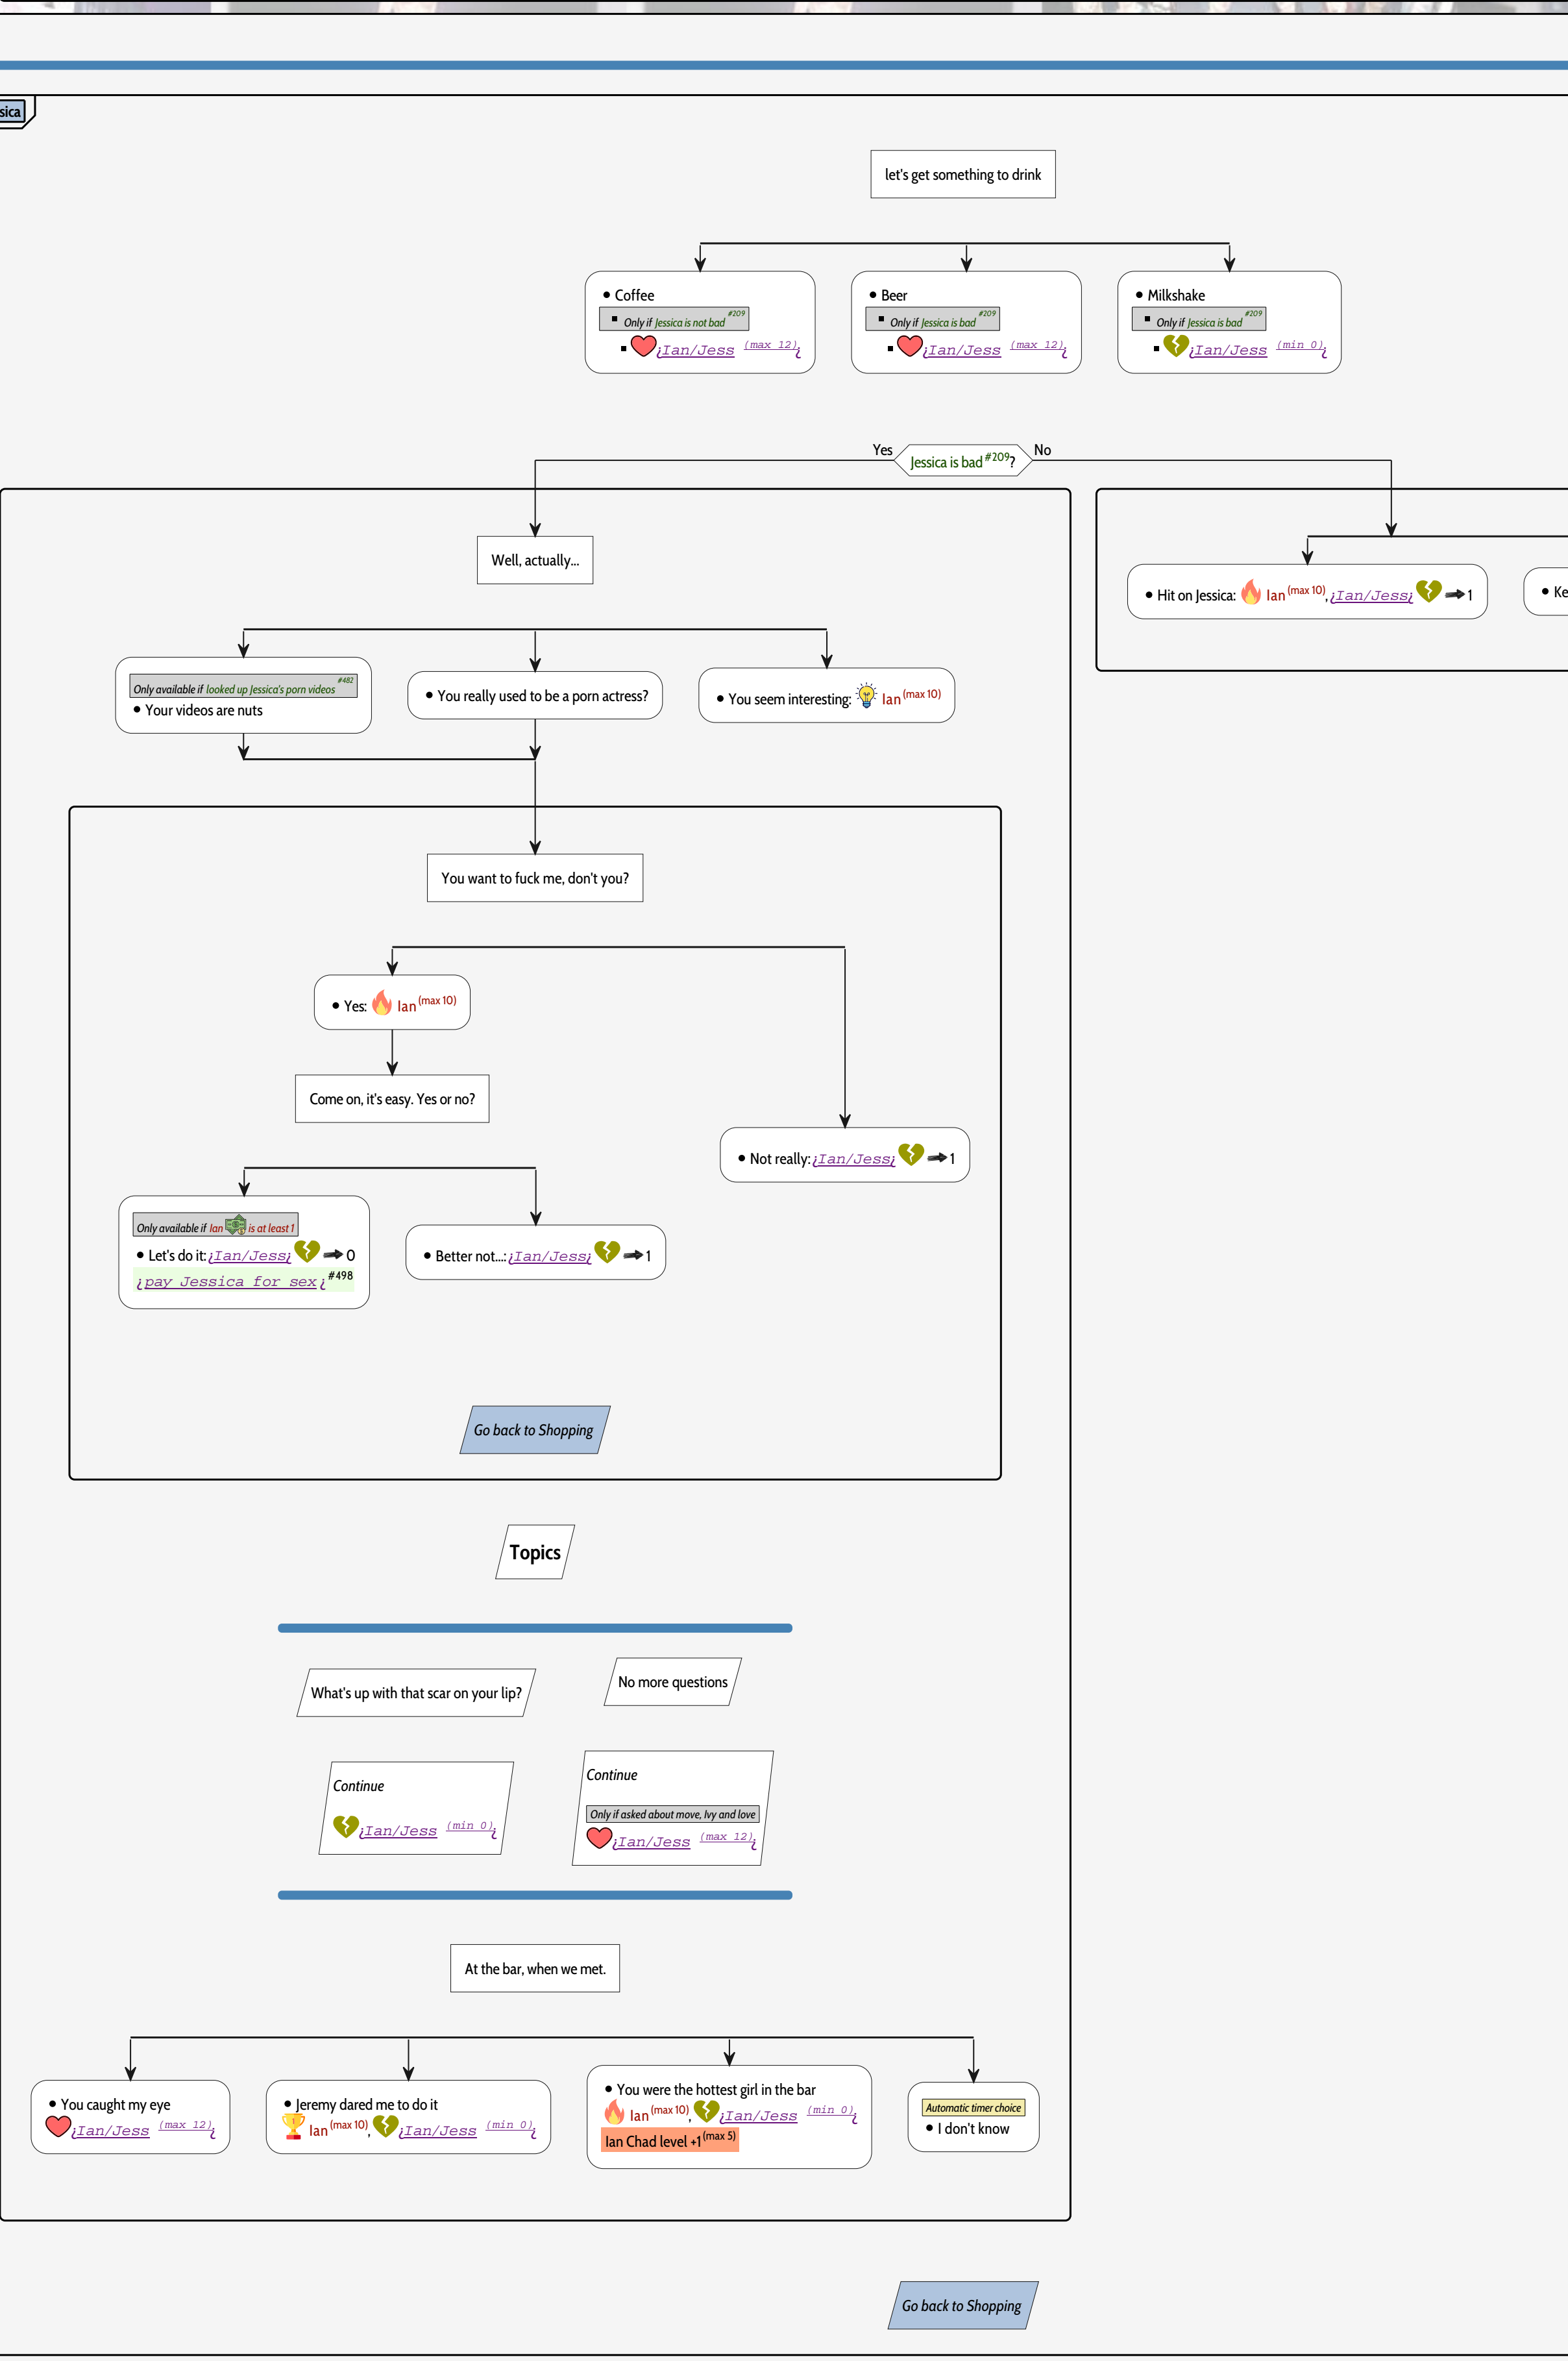 sica
let's get something to drink
Coffee
Only if Jessica is not bad #209
¿Ian/Jess (max 12)¿
Beer
Only if Jessica is bad #209
¿Ian/Jess (max 12)¿
Milkshake
Only if Jessica is bad #209
¿Ian/Jess (min 0)¿
Yes
Jessica is bad #209?
No
Well, actually...
Hit on Jessica: Ian (max 10), ¿Ian/Jess¿ 1
Ke
Only available if looked up Jessica's porn videos #482
Your videos are nuts
You really used to be a porn actress?
You seem interesting: Ian (max 10)
You want to fuck me, don't you?
Yes: Ian (max 10)
Come on, it's easy. Yes or no?
Not really: ¿Ian/Jess¿ 1
Only available if Ian is at least 1
Let's do it: ¿Ian/Jess¿ 0
¿pay Jessica for sex¿ #498
Better not...: ¿Ian/Jess¿ 1
Go back to Shopping
Topics
What's up with that scar on your lip?
No more questions
Continue
¿Ian/Jess (min 0)¿
Continue
Only if asked about move, Ivy and love
¿Ian/Jess (max 12)¿
At the bar, when we met.
You caught my eye
¿Ian/Jess (max 12)¿
Jeremy dared me to do it
Ian (max 10), ¿Ian/Jess (min 0)¿
You were the hottest girl in the bar
Ian (max 10), ¿Ian/Jess (min 0)¿
Ian Chad level +1 (max 5)
Automatic timer choice
I don't know
Go back to Shopping